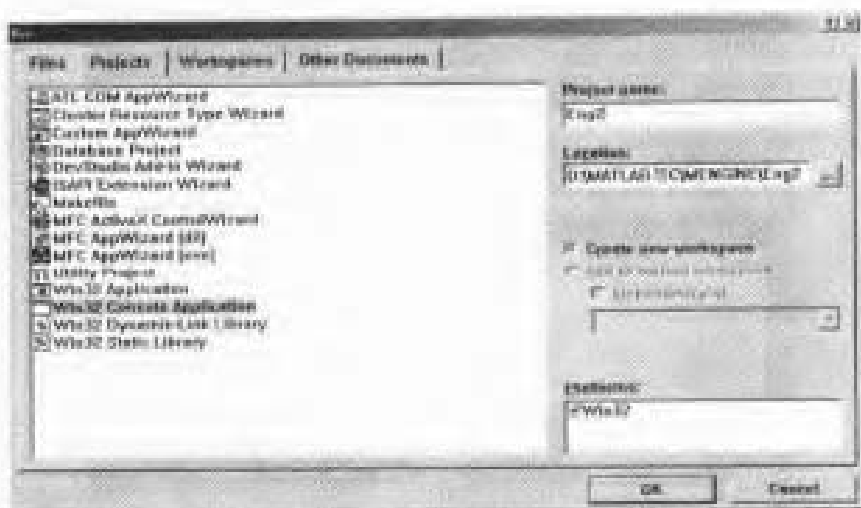 Files Projects Workspaces Other Documents
ATL COM AppWizard
Cluster Resource Type Wizard
Custom AppWizard
Database Project
DevStudio Add-in Wizard
ISAPI Extension Wizard
Makefile
MFC ActiveX ControlWizard
MFC AppWizard (dll)
MFC AppWizard (exe)
Utility Project
Win32 Application
Win32 Console Application
Win32 Dynamic-Link Library
Win32 Static Library
Project name:
Location:
Create new workspace
Platforms:
Win32
OK
Cancel